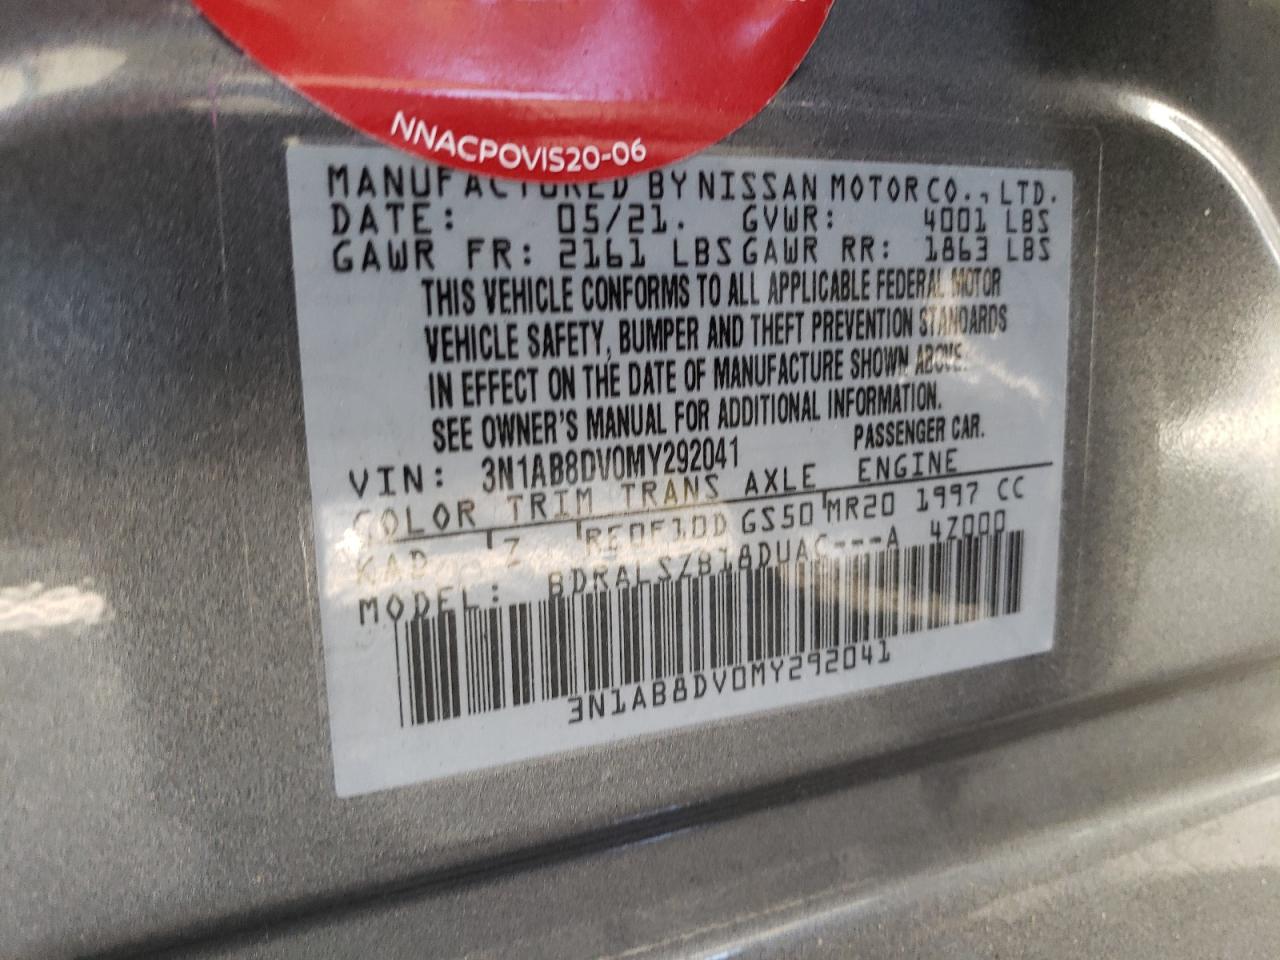 NNACPOVIS20-06
MANUFACTURED BY NISSAN MOTOR CO., LTD.
DATE: 05/21. GVWR: 4001 LBS
GAWR FR: 2161 LBS GAWR RR: 1863 LBS
THIS VEHICLE CONFORMS TO ALL APPLICABLE FEDERAL MOTOR
VEHICLE SAFETY, BUMPER AND THEFT PREVENTION STANDARDS
IN EFFECT ON THE DATE OF MANUFACTURE SHOWN ABOVE.
SEE OWNER'S MANUAL FOR ADDITIONAL INFORMATION.
VIN: 3N1AB8DV0MY292041 PASSENGER CAR.
COLOR TRIM TRANS AXLE ENGINE
KAD Z RE0F10D GS50 MR20 1997 CC
MODEL: BDRALSZB18DUAC---A 4Z000
3N1AB8DV0MY292041